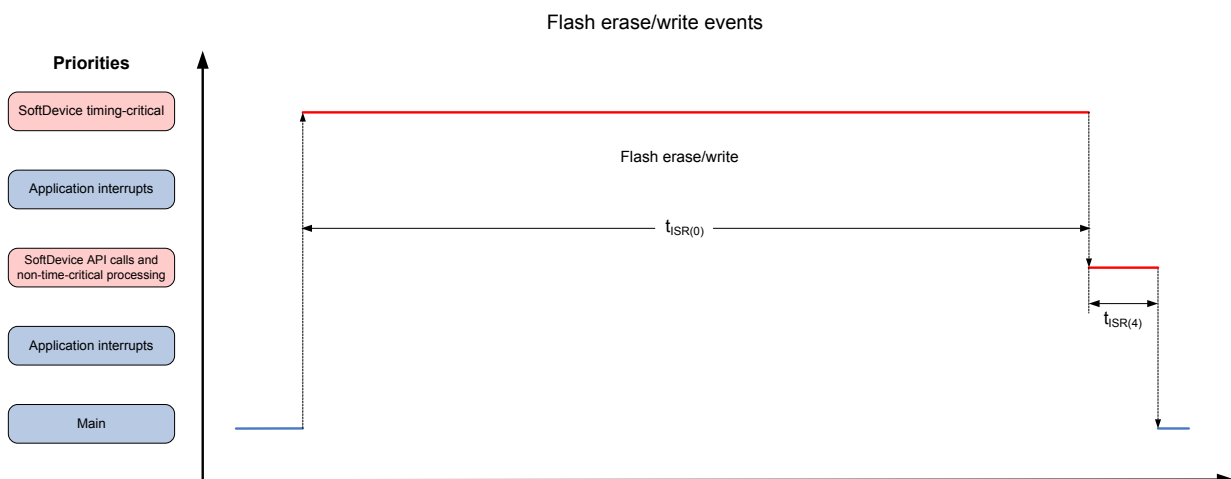 Flash erase/write events
Priorities
SoftDevice timing-critical
Application interrupts
SoftDevice API calls and
non-time-critical processing
Application interrupts
Main
Flash erase/write
tISR(0)
tISR(4)